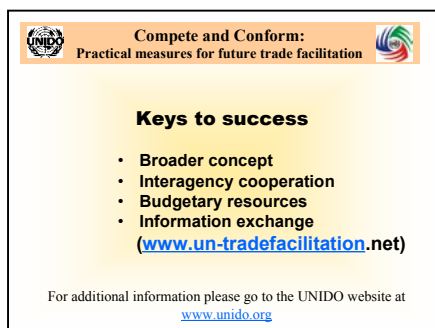 UNIDO
Compete and Conform:
Practical measures for future trade facilitation
Keys to success
• Broader concept
• Interagency cooperation
• Budgetary resources
• Information exchange
(www.un-tradefacilitation.net)
For additional information please go to the UNIDO website at
www.unido.org